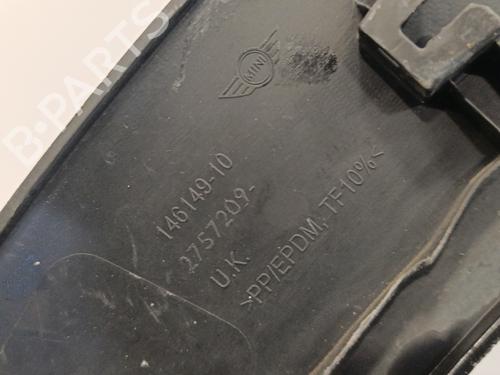 B-PARTS
MINI
146149-10
2757209-
U.K.
>PP/EPDM, TF10%<